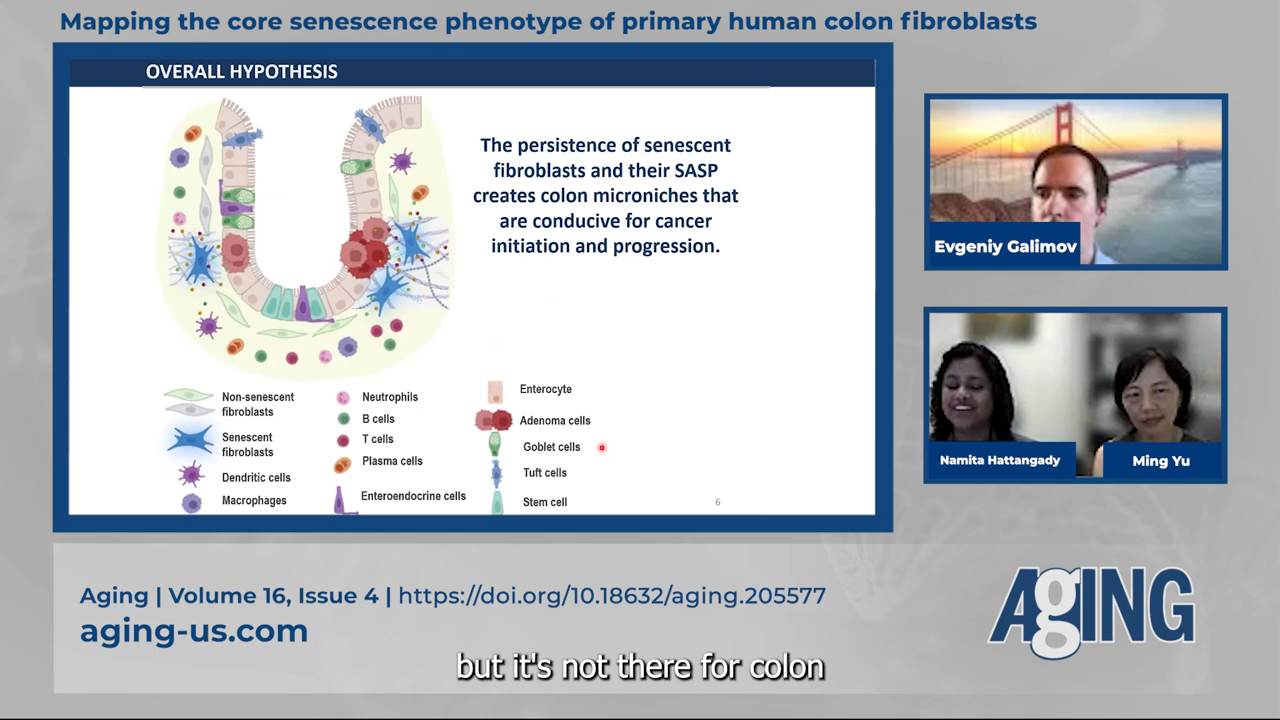 Mapping the core senescence phenotype of primary human colon fibroblasts
OVERALL HYPOTHESIS
The persistence of senescent
fibroblasts and their SASP
creates colon microniches that
are conducive for cancer
initiation and progression.
Non-senescent
fibroblasts
Senescent
fibroblasts
Dendritic cells
Macrophages
Neutrophils
B cells
T cells
Plasma cells
Enteroendocrine cells
Enterocyte
Adenoma cells
Goblet cells
Tuft cells
Stem cell
6
Evgeniy Galimov
Namita Hattangady
Ming Yu
Aging | Volume 16, Issue 4 | https://doi.org/10.18632/aging.205577
aging-us.com
AgING
but it's not there for colon